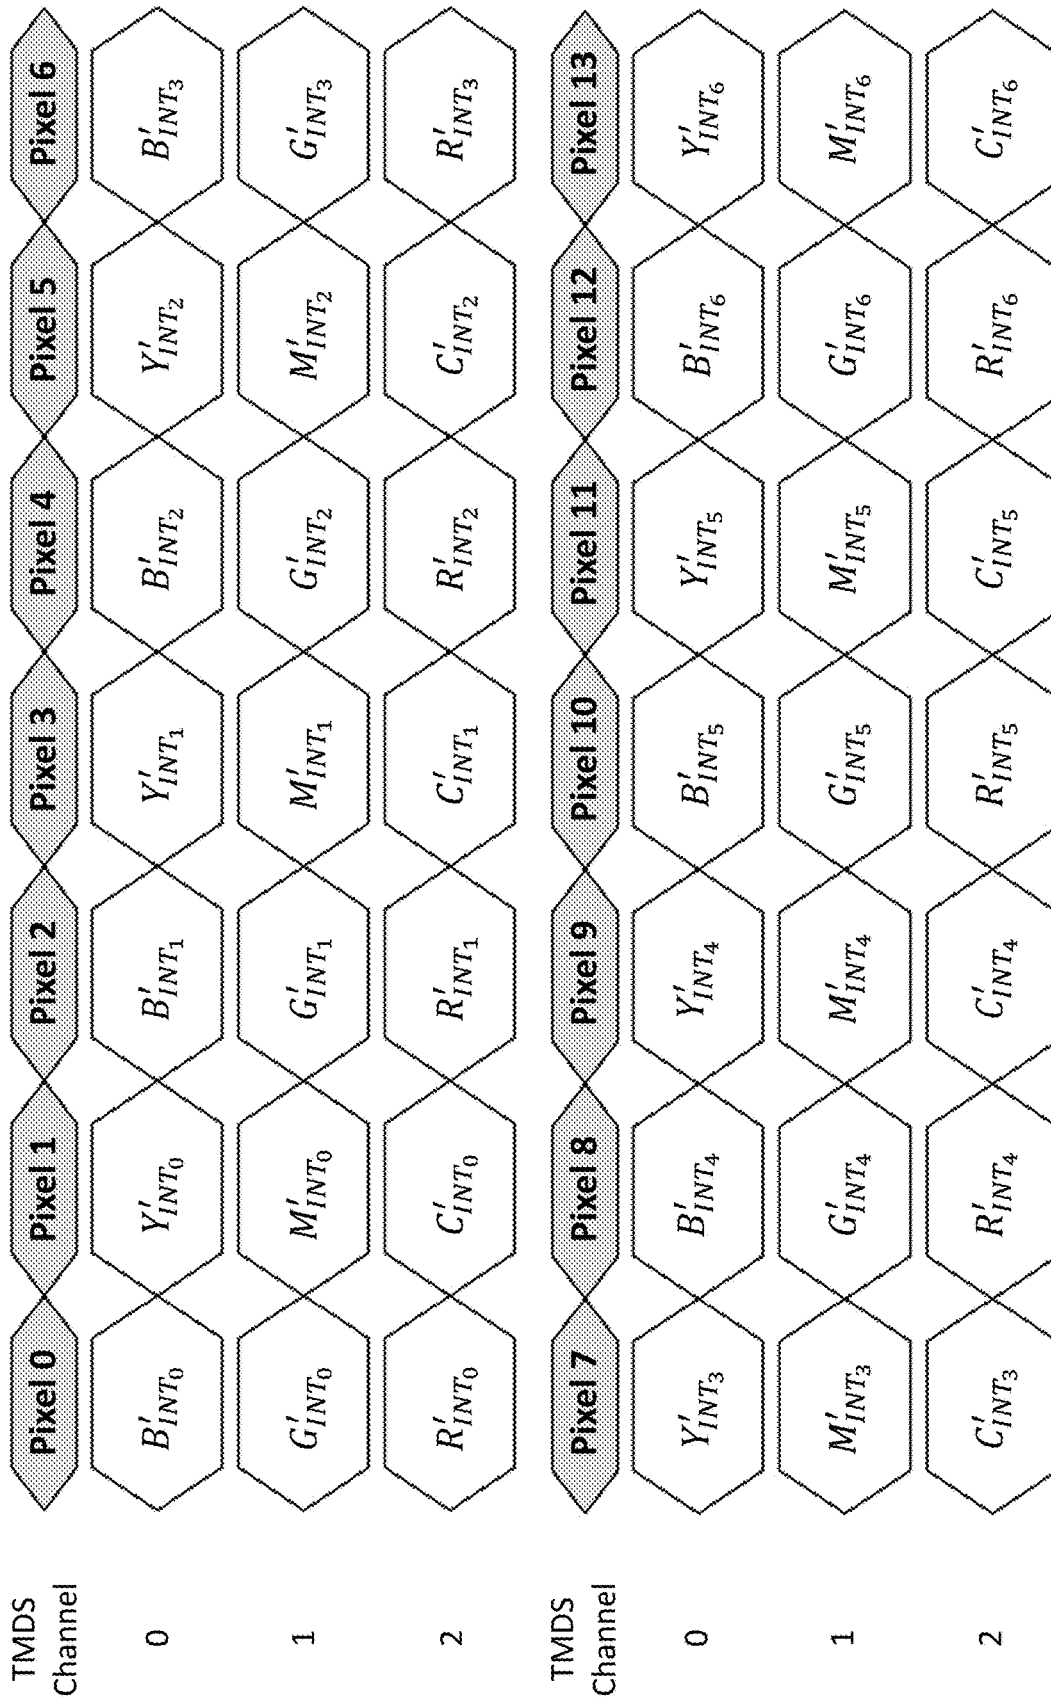 TMDS Channel Pixel 0 Pixel 1 Pixel 2 Pixel 3 Pixel 4 Pixel 5 Pixel 6
0 B'INT₀ Y'INT₀ B'INT₁ Y'INT₁ B'INT₂ Y'INT₂ B'INT₃
1 G'INT₀ M'INT₀ G'INT₁ M'INT₁ G'INT₂ M'INT₂ G'INT₃
2 R'INT₀ C'INT₀ R'INT₁ C'INT₁ R'INT₂ C'INT₂ R'INT₃
TMDS Channel Pixel 7 Pixel 8 Pixel 9 Pixel 10 Pixel 11 Pixel 12 Pixel 13
0 Y'INT₃ B'INT₄ Y'INT₄ B'INT₅ Y'INT₅ B'INT₆ Y'INT₆
1 M'INT₃ G'INT₄ M'INT₄ G'INT₅ M'INT₅ G'INT₆ M'INT₆
2 C'INT₃ R'INT₄ C'INT₄ R'INT₅ C'INT₅ R'INT₆ C'INT₆